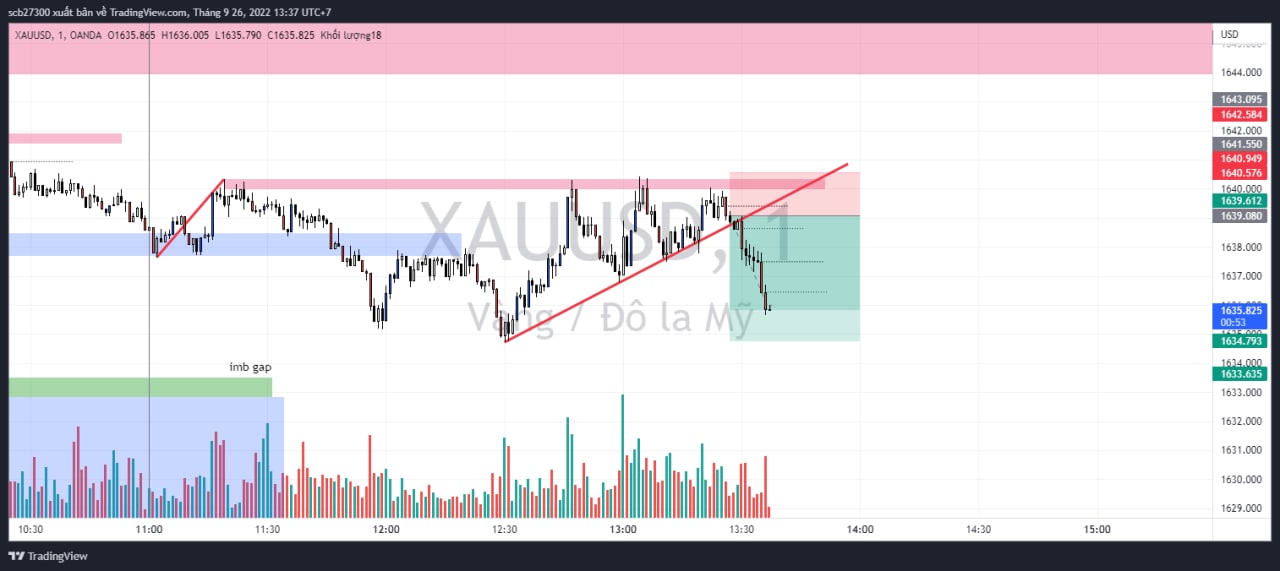 scb27300 xuất bản về TradingView.com, Tháng 9 26, 2022 13:37 UTC+7
XAUUSD, 1, OANDA O1635.865 H1636.005 L1635.790 C1635.825 Khối lượng18
USD
1644.000
1643.095
1642.584
1642.000
1641.550
1640.949
1640.576
1640.000
1639.612
1639.080
1638.000
1637.000
1635.825
00:53
1634.793
1634.000
1633.635
1633.000
1632.000
1631.000
1630.000
1629.000
XAUUSD, 1
Vàng / Đô la Mỹ
imb gap
10:30 11:00 11:30 12:00 12:30 13:00 13:30 14:00 14:30 15:00
TradingView